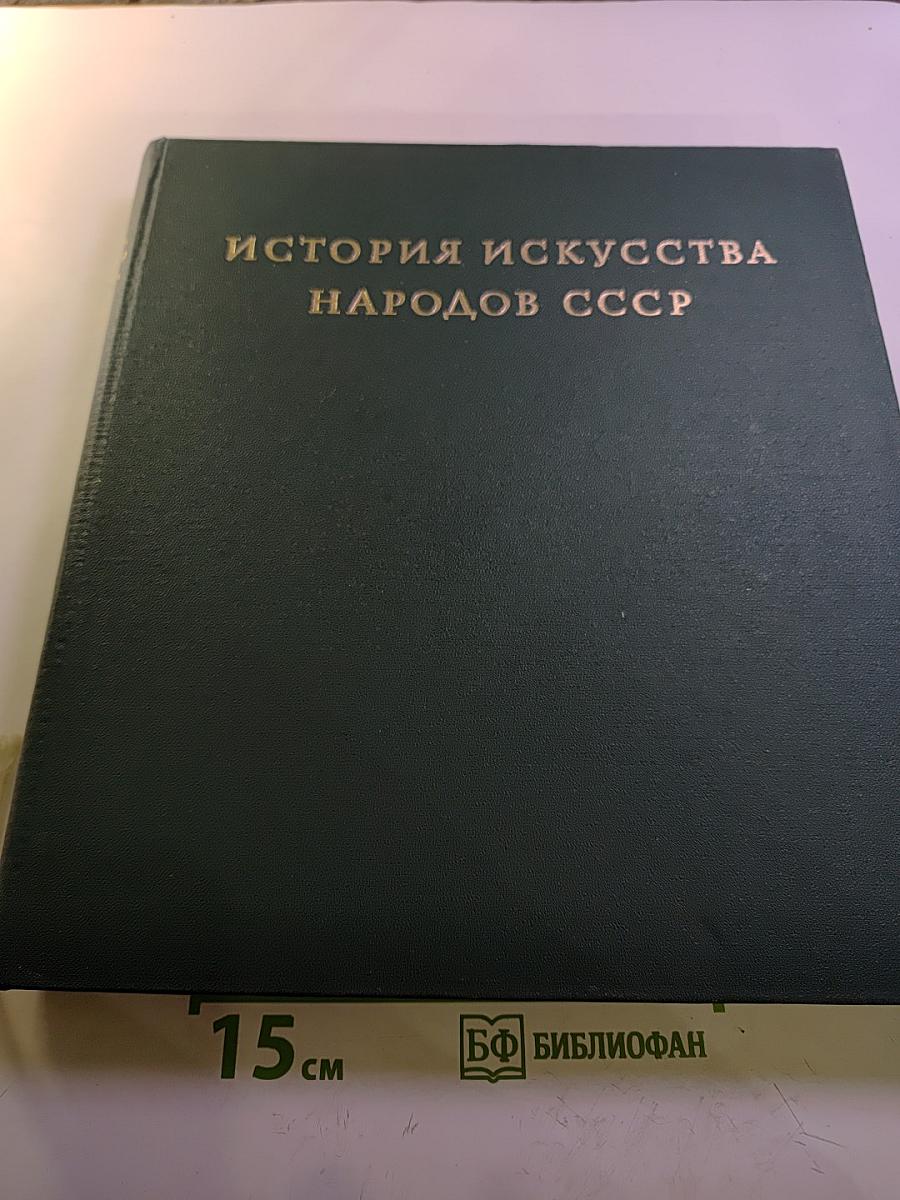 ИСТОРИЯ ИСКУССТВА
НАРОДОВ СССР
15 см
БФ БИБЛИОФАН